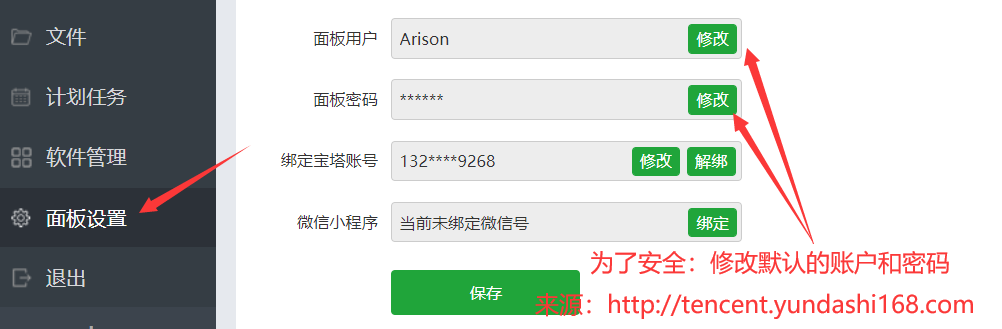 文件
计划任务
软件管理
面板设置
退出
面板用户 Arison 修改
面板密码 ****** 修改
绑定宝塔账号 132****9268 修改 解绑
微信小程序 当前未绑定微信号 绑定
为了安全：修改默认的账户和密码
保存
来源：http://tencent.yundashi168.com